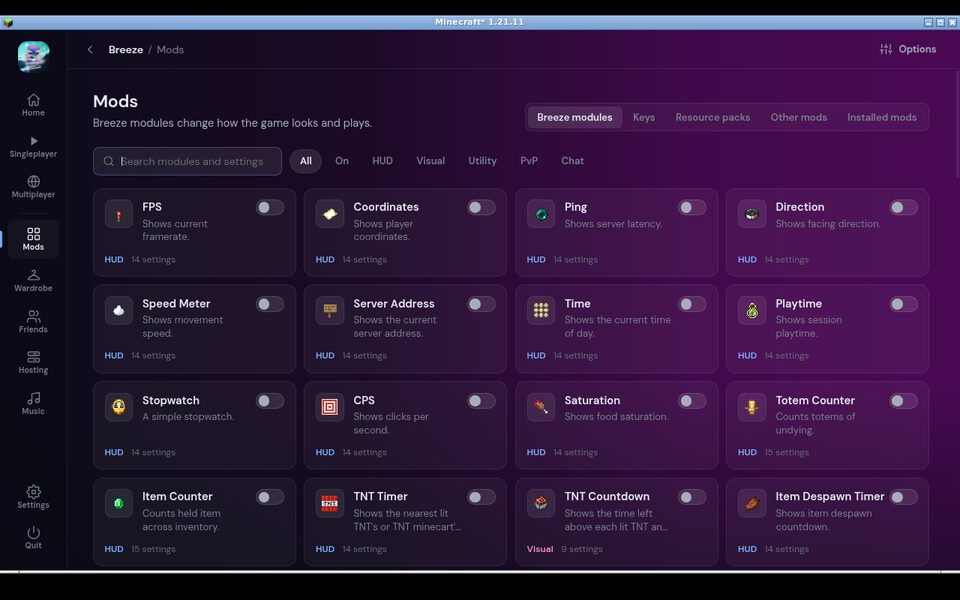 Minecraft* 1.21.11
Breeze / Mods
Options
Home
Singleplayer
Multiplayer
Mods
Wardrobe
Friends
Hosting
Music
Settings
Quit
Mods
Breeze modules change how the game looks and plays.
Breeze modules Keys Resource packs Other mods Installed mods
Search modules and settings
All On HUD Visual Utility PvP Chat
FPS
Shows current
framerate.
HUD 14 settings
Coordinates
Shows player
coordinates.
HUD 14 settings
Ping
Shows server latency.
HUD 14 settings
Direction
Shows facing direction.
HUD 14 settings
Speed Meter
Shows movement
speed.
HUD 14 settings
Server Address
Shows the current
server address.
HUD 14 settings
Time
Shows the current time
of day.
HUD 14 settings
Playtime
Shows session
playtime.
HUD 14 settings
Stopwatch
A simple stopwatch.
HUD 14 settings
CPS
Shows clicks per
second.
HUD 14 settings
Saturation
Shows food saturation.
HUD 14 settings
Totem Counter
Counts totems of
undying.
HUD 15 settings
Item Counter
Counts held item
across inventory.
HUD 15 settings
TNT
TNT Timer
Shows the nearest lit
TNT's or TNT minecart'...
HUD 14 settings
TNT Countdown
Shows the time left
above each lit TNT an...
Visual 9 settings
Item Despawn Timer
Shows item despawn
countdown.
HUD 14 settings